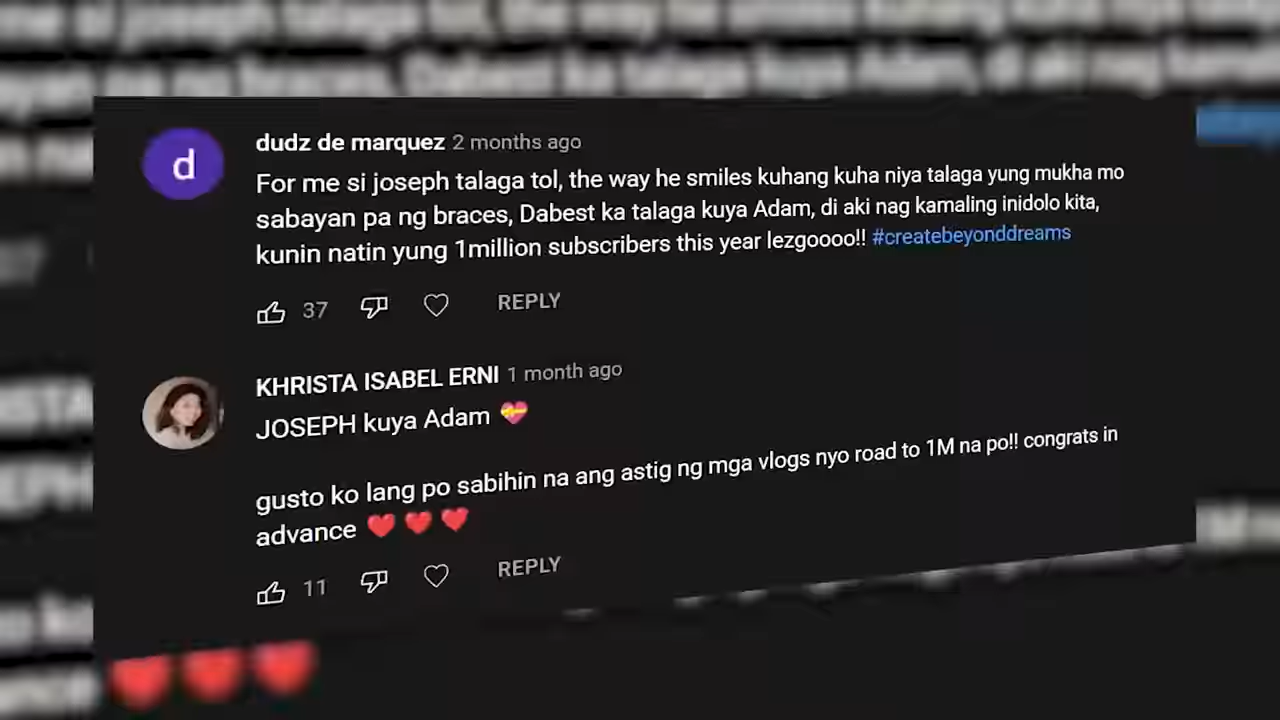 d
dudz de marquez 2 months ago
For me si joseph talaga tol, the way he smiles kuhang kuha niya talaga yung mukha mo
sabayan pa ng braces, Dabest ka talaga kuya Adam, di aki nag kamaling inidolo kita,
kunin natin yung 1million subscribers this year lezgoooo!! #createbeyonddreams
37 REPLY
KHRISTA ISABEL ERNI 1 month ago
JOSEPH kuya Adam 💝
gusto ko lang po sabihin na ang astig ng mga vlogs nyo road to 1M na po!! congrats in
advance ❤️ ❤️ ❤️
11 REPLY